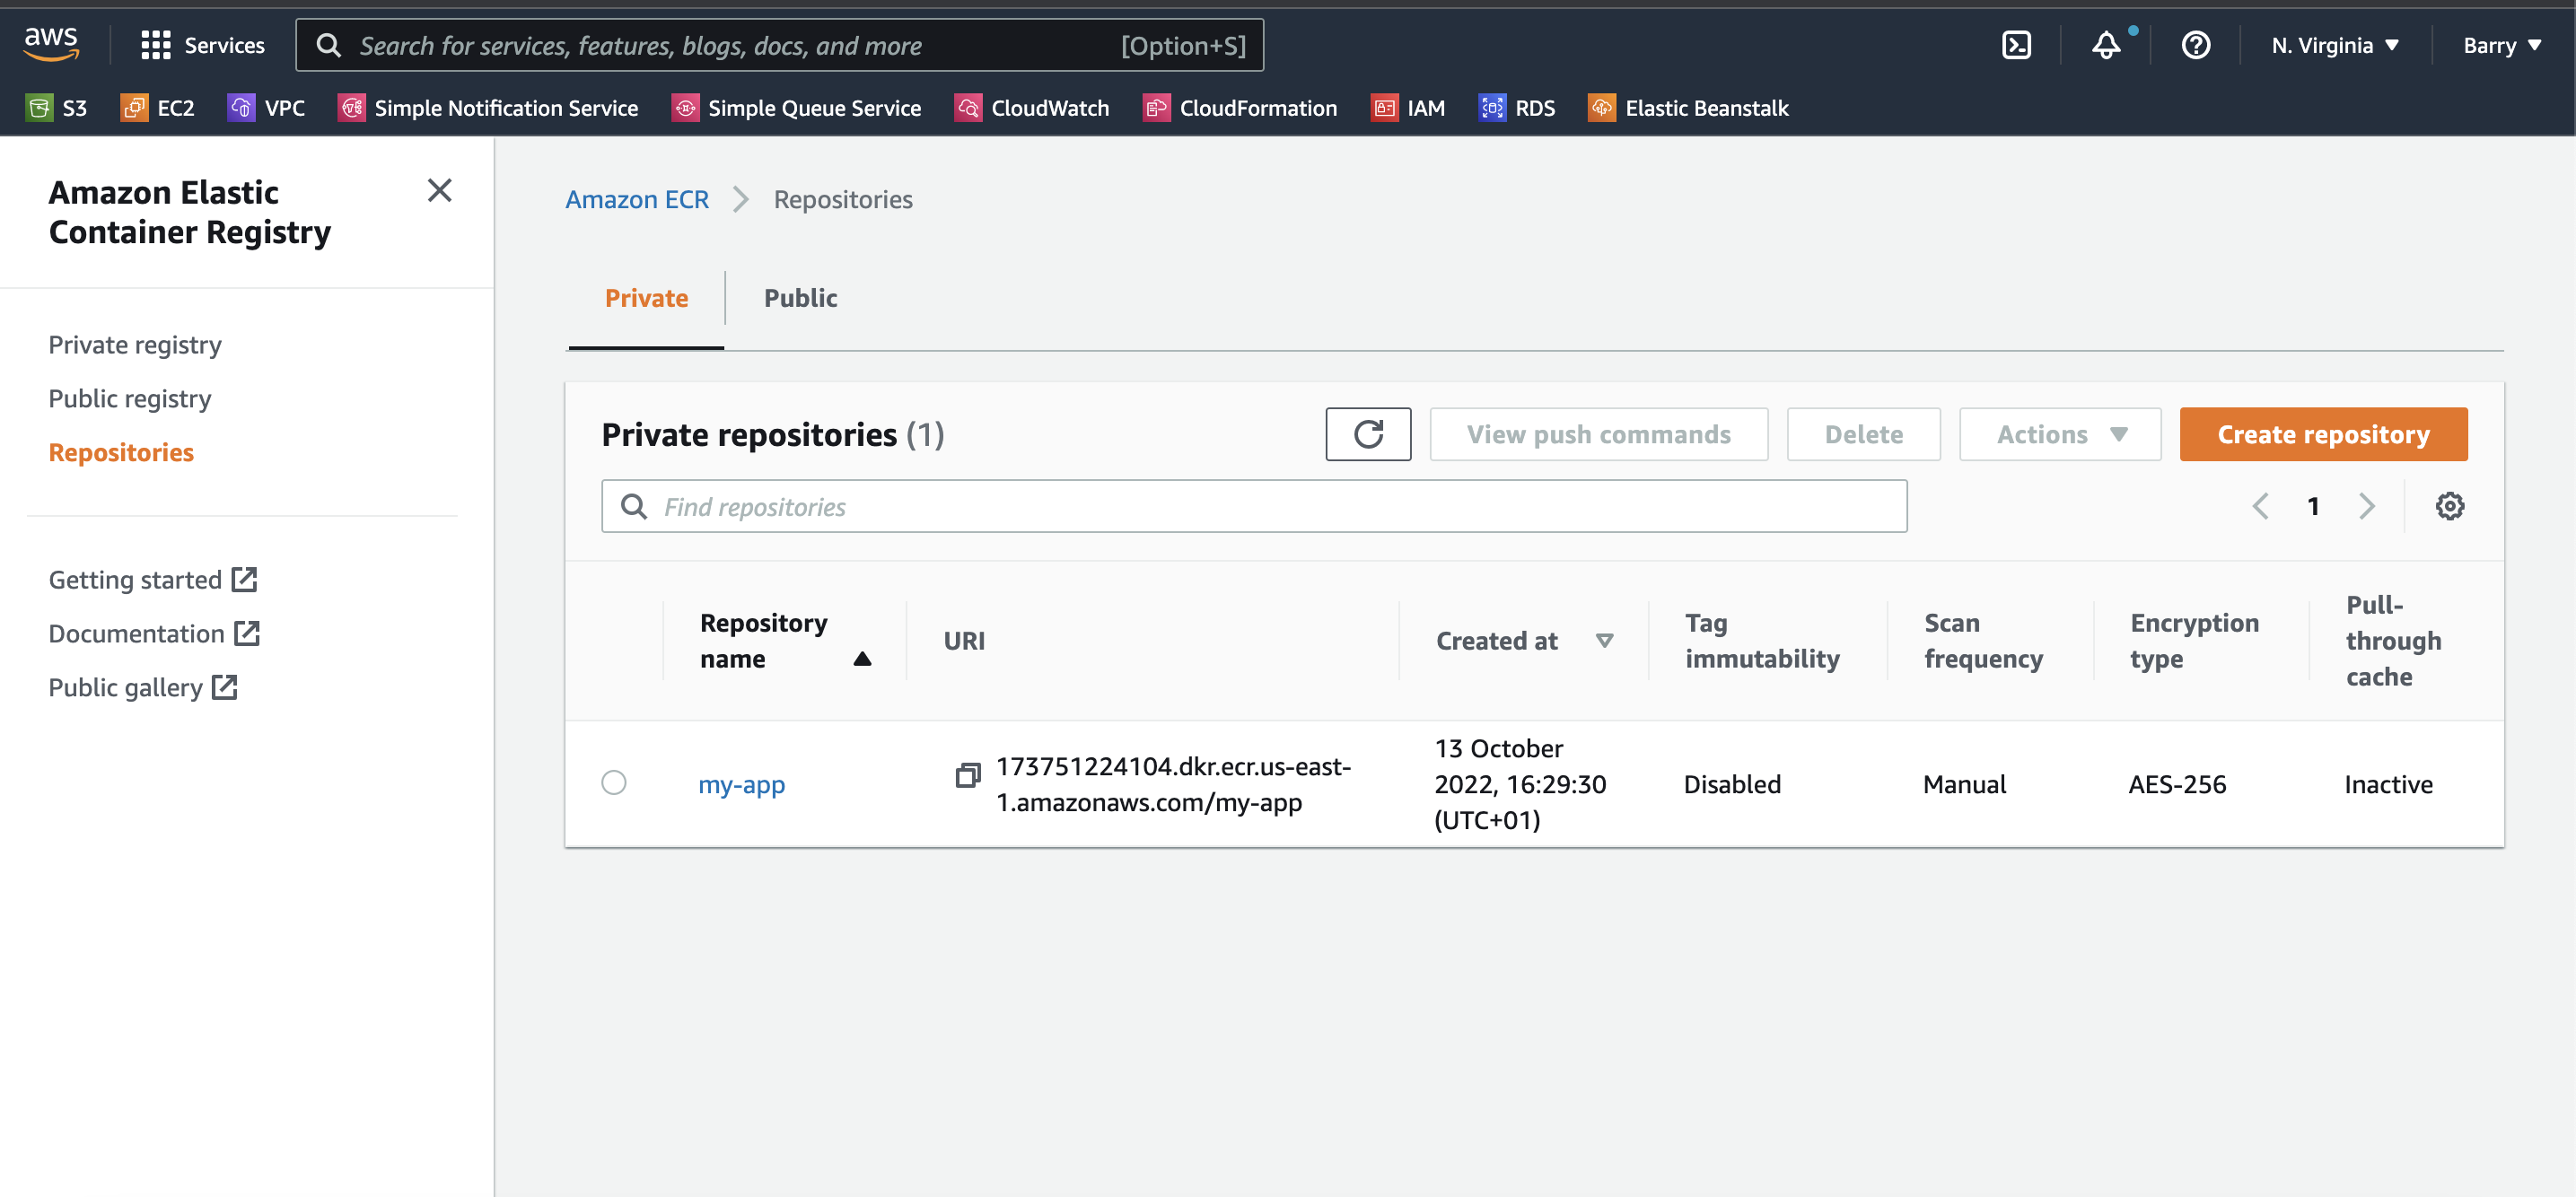 aws
Services
Search for services, features, blogs, docs, and more
[Option+S]
N. Virginia
Barry
S3
EC2
VPC
Simple Notification Service
Simple Queue Service
CloudWatch
CloudFormation
IAM
RDS
Elastic Beanstalk
Amazon Elastic
Container Registry
Private registry
Public registry
Repositories
Getting started
Documentation
Public gallery
Amazon ECR
Repositories
Private
Public
Private repositories (1)
View push commands
Delete
Actions
Create repository
Find repositories
1
Repository
name
URI
Created at
Tag
immutability
Scan
frequency
Encryption
type
Pull-
through
cache
my-app
173751224104.dkr.ecr.us-east-
1.amazonaws.com/my-app
13 October
2022, 16:29:30
(UTC+01)
Disabled
Manual
AES-256
Inactive